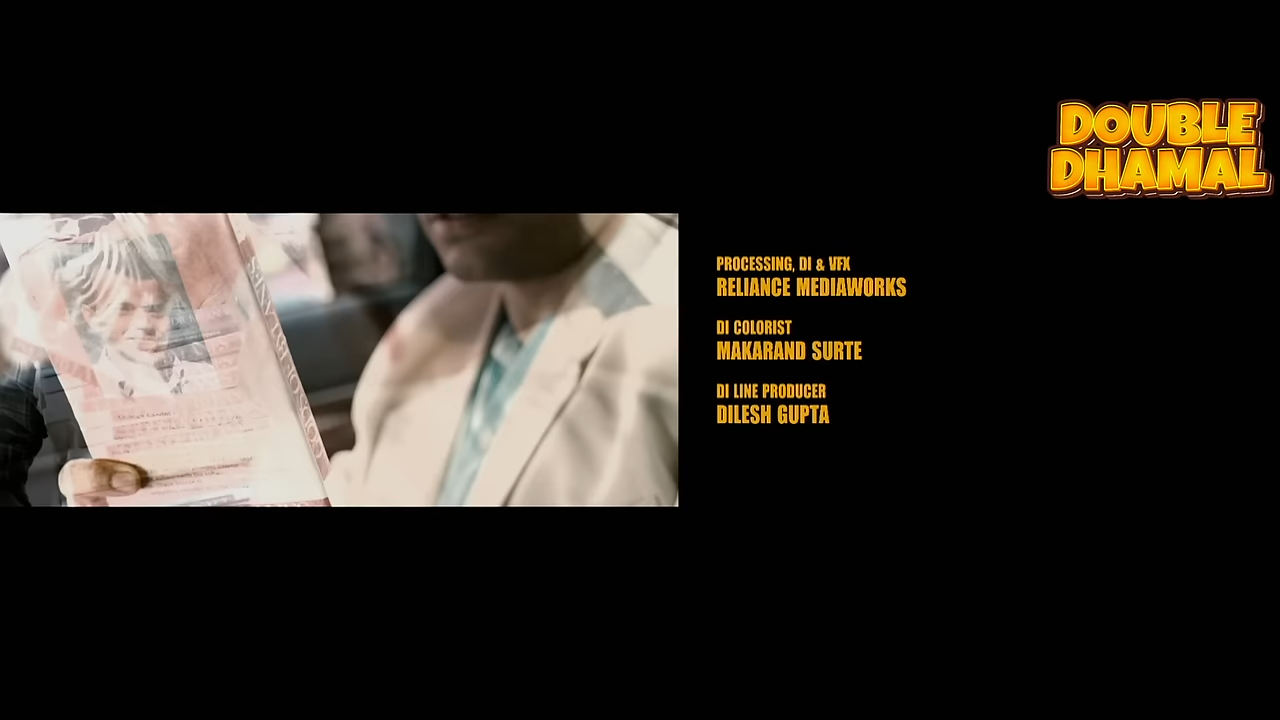 DOUBLE
DHAMAL
PROCESSING, DI & VFX
RELIANCE MEDIAWORKS
DI COLORIST
MAKARAND SURTE
DI LINE PRODUCER
DILESH GUPTA